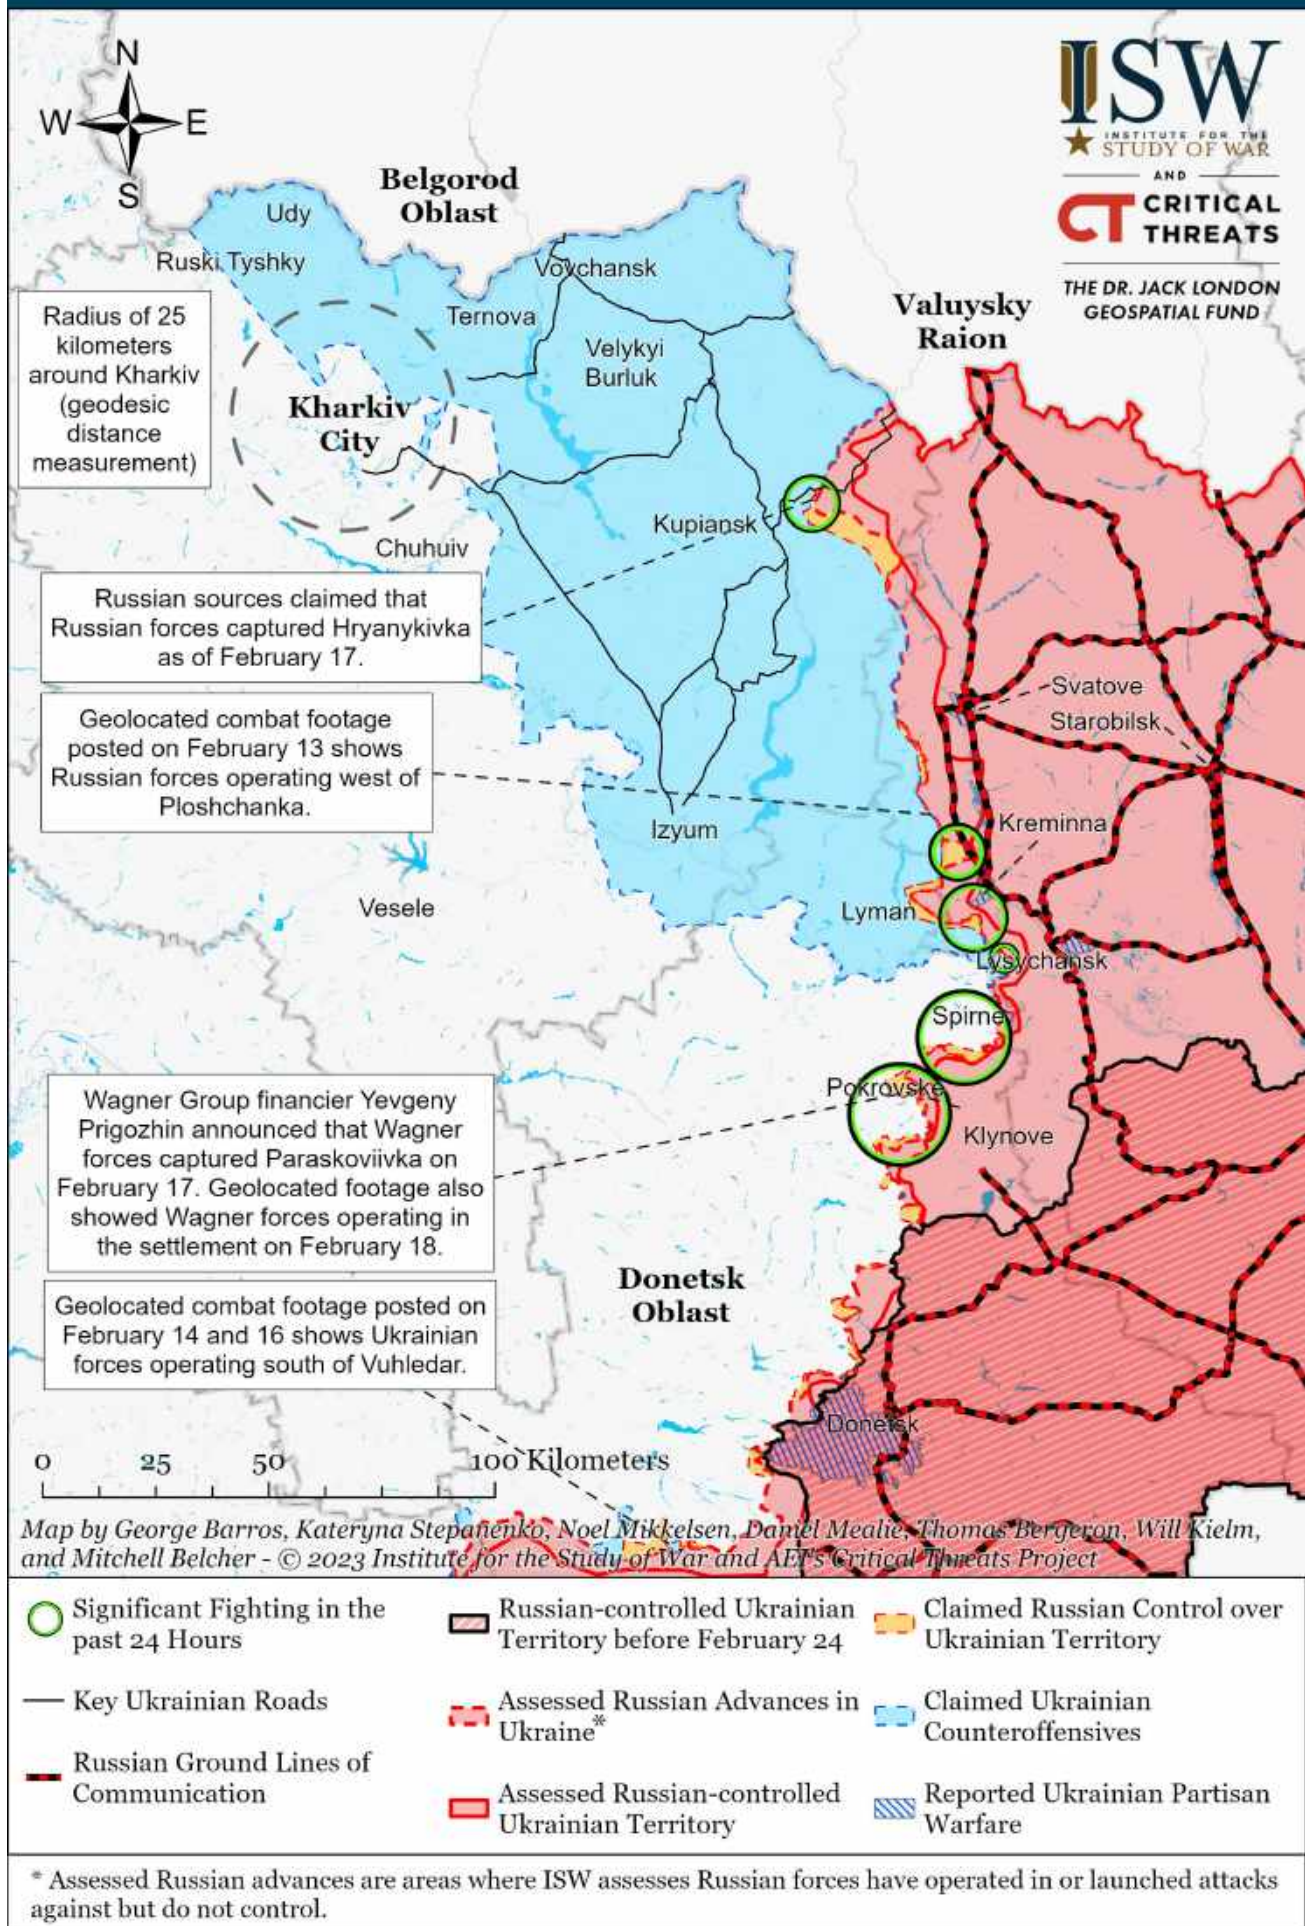 N
W E
S
ISW
INSTITUTE FOR THE
STUDY OF WAR
AND
CT CRITICAL
THREATS
THE DR. JACK LONDON
GEOSPATIAL FUND
Belgorod
Oblast
Udy
Ruski Tyshky
Vovchansk
Ternova
Valuysky
Raion
Radius of 25
kilometers
around Kharkiv
(geodesic
distance
measurement)
Velykyi
Burluk
Kharkiv
City
Kupiansk
Chuhuiv
Russian sources claimed that
Russian forces captured Hryanykivka
as of February 17.
Svatove
Starobilsk
Geolocated combat footage
posted on February 13 shows
Russian forces operating west of
Ploshchanka.
Izyum
Kreminna
Vesele
Lyman
Lysychansk
Spirne
Pokrovske
Klynove
Wagner Group financier Yevgeny
Prigozhin announced that Wagner
forces captured Paraskoviivka on
February 17. Geolocated footage also
showed Wagner forces operating in
the settlement on February 18.
Donetsk
Oblast
Geolocated combat footage posted on
February 14 and 16 shows Ukrainian
forces operating south of Vuhledar.
Donetsk
0 25 50 100 Kilometers
Map by George Barros, Kateryna Stepanenko, Noel Mikkelsen, Daniel Mealie, Thomas Bergeron, Will Kielm,
and Mitchell Belcher - © 2023 Institute for the Study of War and AEI's Critical Threats Project
Significant Fighting in the
past 24 Hours
Key Ukrainian Roads
Russian Ground Lines of
Communication
Russian-controlled Ukrainian
Territory before February 24
Assessed Russian Advances in
Ukraine*
Assessed Russian-controlled
Ukrainian Territory
Claimed Russian Control over
Ukrainian Territory
Claimed Ukrainian
Counteroffensives
Reported Ukrainian Partisan
Warfare
* Assessed Russian advances are areas where ISW assesses Russian forces have operated in or launched attacks
against but do not control.